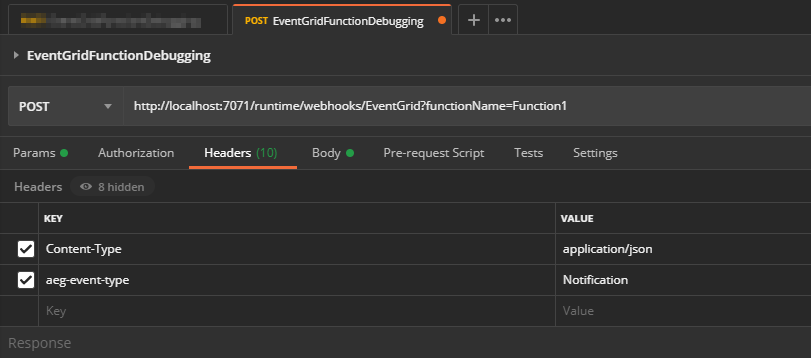 POST EventGridFunctionDebugging
EventGridFunctionDebugging
POST http://localhost:7071/runtime/webhooks/EventGrid?functionName=Function1
Params Authorization Headers (10) Body Pre-request Script Tests Settings
Headers 8 hidden
KEY VALUE
Content-Type application/json
aeg-event-type Notification
Key Value
Response